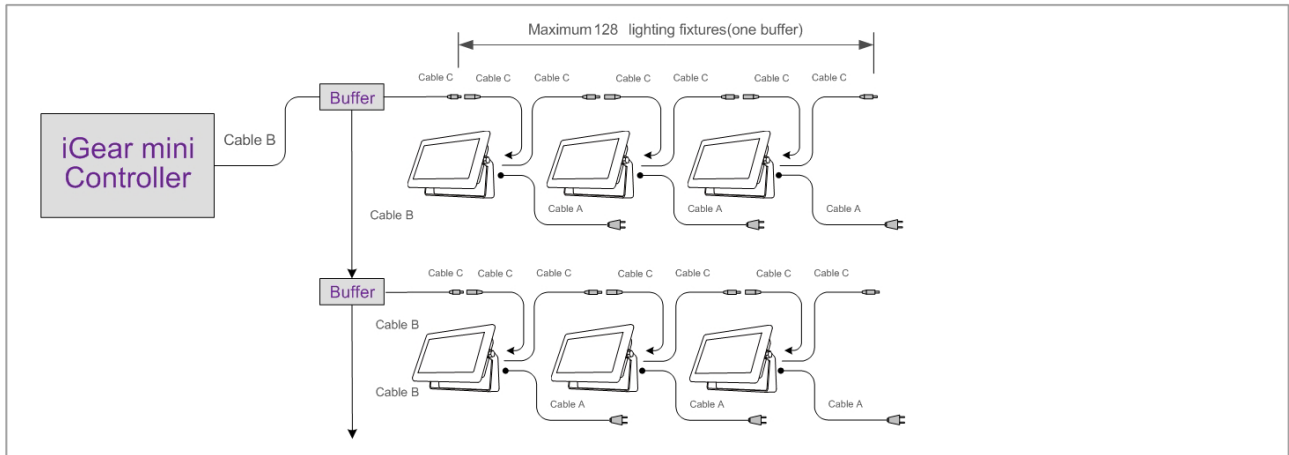 Maximum 128 lighting fixtures(one buffer)
Cable C Cable C Cable C Cable C Cable C Cable C Cable C
Buffer
iGear mini
Controller
Cable B
Cable B
Cable A Cable A Cable A
Cable C Cable C Cable C Cable C Cable C Cable C Cable C
Buffer
Cable B
Cable B
Cable A Cable A Cable A